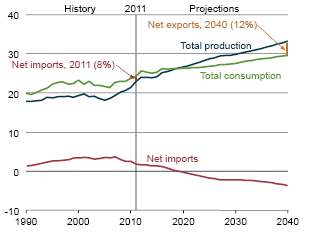 History 2011 Projections
40
Net exports, 2040 (12%)
Total production
30
Net imports, 2011 (8%)
Total consumption
20
10
Net imports
0
-10
1990 2000 2010 2020 2030 2040